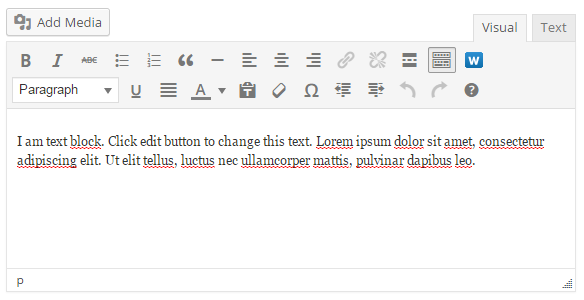 Add Media
Visual Text
B I ABC W
Paragraph U A T Ω ?
I am text block. Click edit button to change this text. Lorem ipsum dolor sit amet, consectetur
adipiscing elit. Ut elit tellus, luctus nec ullamcorper mattis, pulvinar dapibus leo.
p